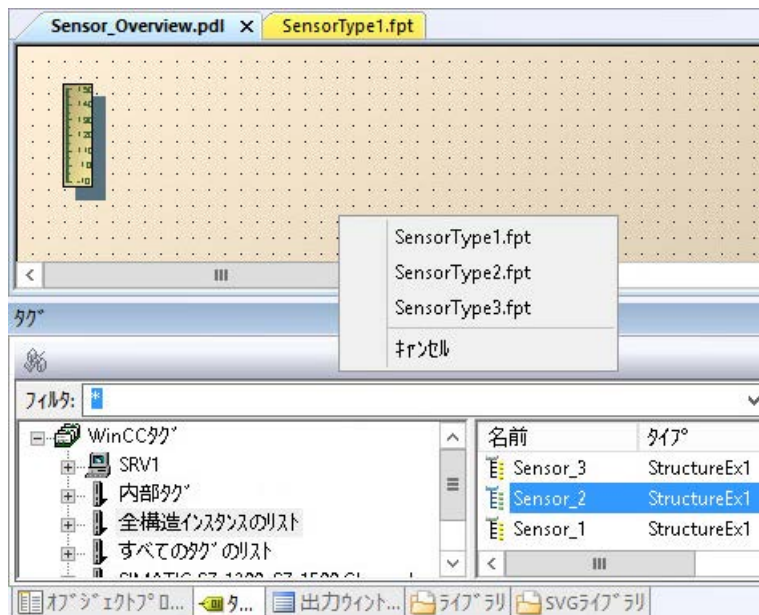 Sensor_Overview.pdl X SensorType1.fpt
SensorType1.fpt
SensorType2.fpt
SensorType3.fpt
キャンセル
タグ
フィルタ: *
WinCCタグ
SRV1
内部タグ
全構造インスタンスのリスト
すべてのタグのリスト
名前 タイプ
Sensor_3 StructureEx1
Sensor_2 StructureEx1
Sensor_1 StructureEx1
オブジェクトプロ... タ... 出力ウィント... ライブラリ SVGライブラリ